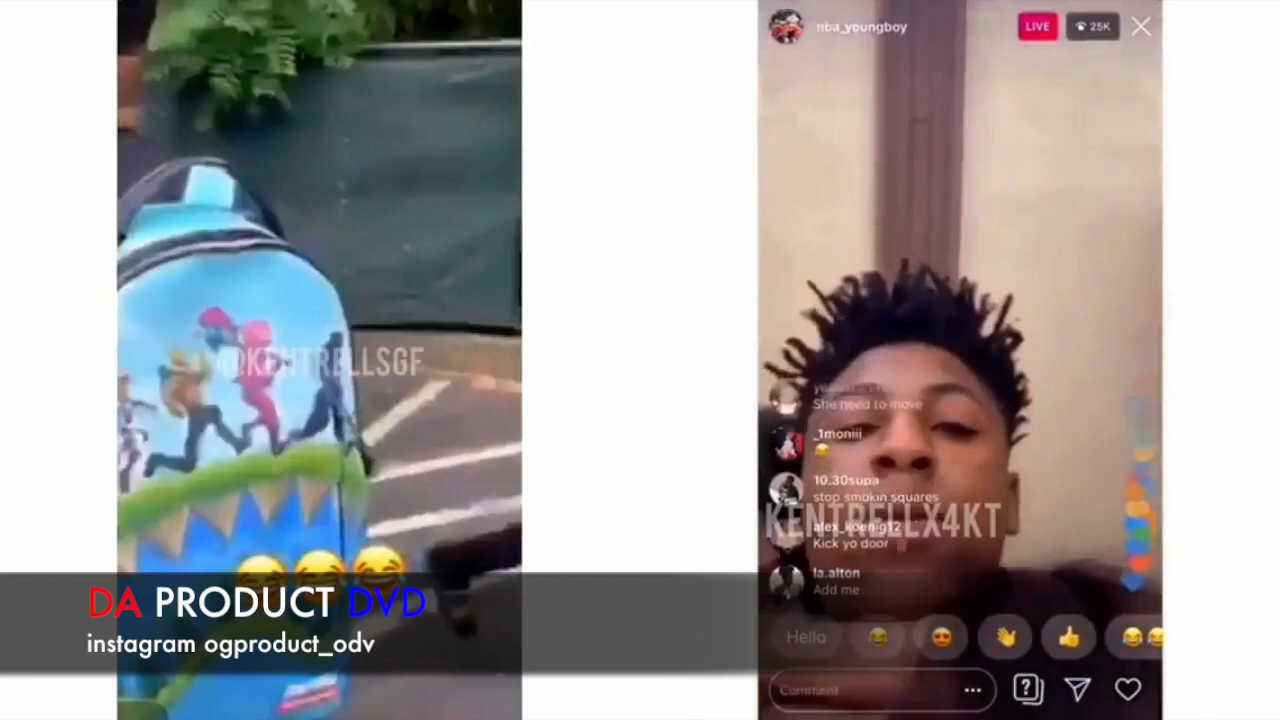 @KENTRELLSGF
DA PRODUCT DVD
instagram ogproduct_odv
nba_youngboy
LIVE
25K
She need to move
_1moniii
10.30supa
stop smokin squares
KENTRELLX4KT
alex_koenig12
Kick yo door
la.alton
Add me
Hello
Comment